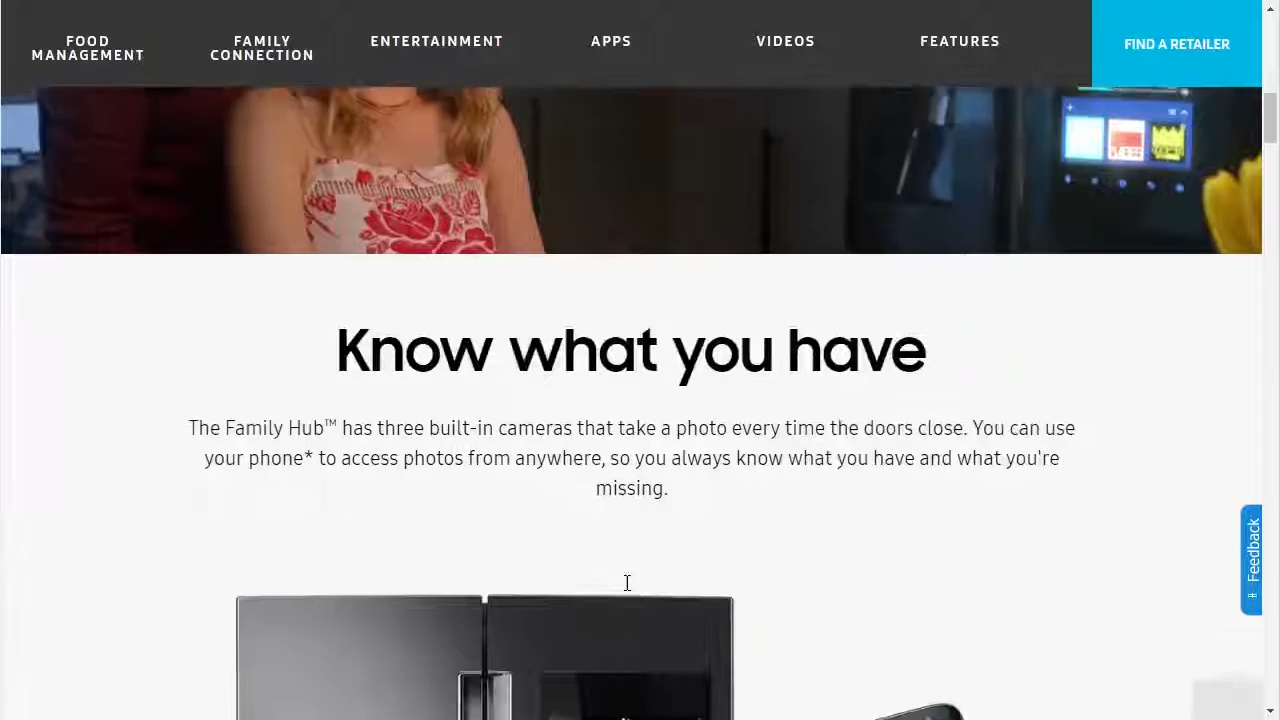 FOOD
MANAGEMENT
FAMILY
CONNECTION
ENTERTAINMENT
APPS
VIDEOS
FEATURES
FIND A RETAILER
Know what you have
The Family Hub™ has three built-in cameras that take a photo every time the doors close. You can use
your phone* to access photos from anywhere, so you always know what you have and what you're
missing.
Feedback